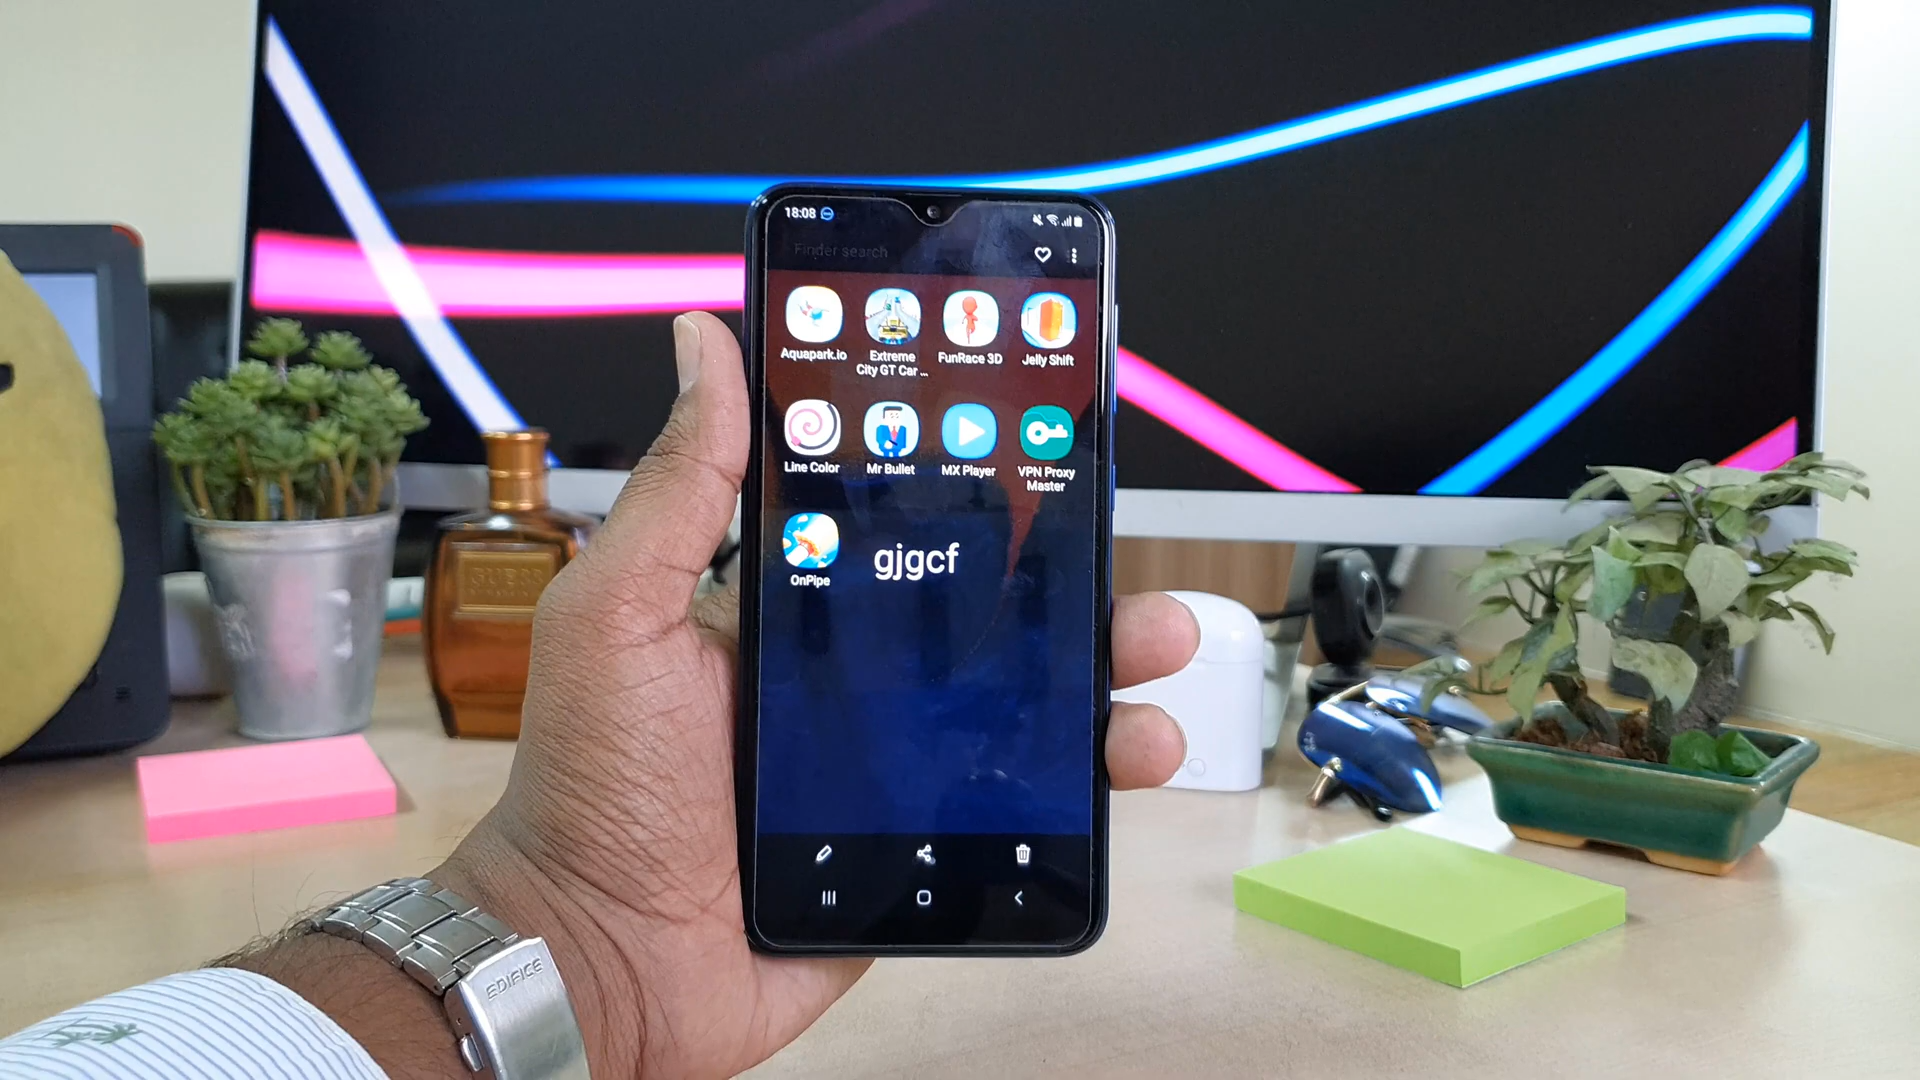 18:08
Finder search
Aquapark.io
Extreme
City GT Car ...
FunRace 3D
Jelly Shift
Line Color
Mr Bullet
MX Player
VPN Proxy
Master
OnPipe
gjgcf
GUESS
EDIFICE